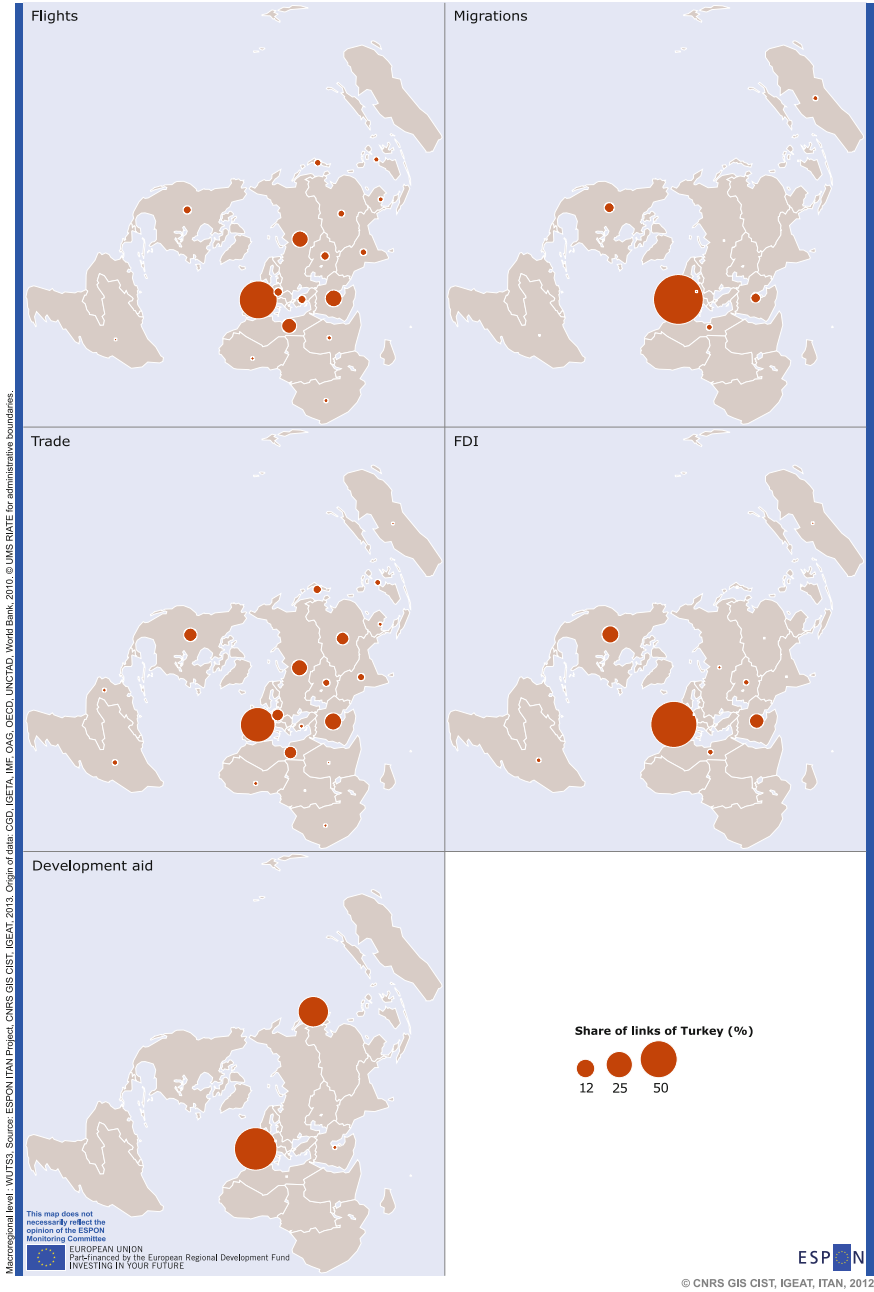 Flights
Migrations
Trade
FDI
Development aid
Share of links of Turkey (%)
12 25 50
This map does not
necessarily reflect the
opinion of the ESPON
Monitoring Committee
EUROPEAN UNION
Part-financed by the European Regional Development Fund
INVESTING IN YOUR FUTURE
ESPON
© CNRS GIS CIST, IGEAT, ITAN, 2012
Macroregional level : WUTS3, Source: ESPON ITAN Project, CNRS GIS CIST, IGEAT, 2013. Origin of data: CGD, IGETA, IMF, OAG, OECD, UNCTAD, World Bank, 2010. © UMS RIATE for administrative boundaries.